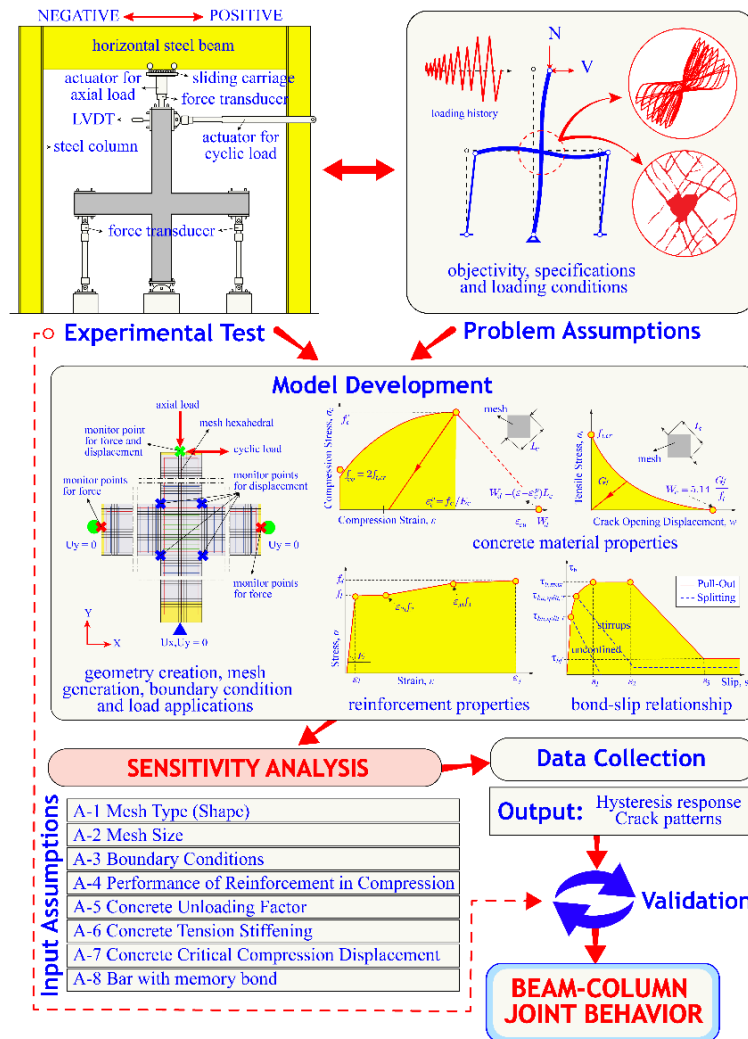 NEGATIVE
POSITIVE
horizontal steel beam
actuator for
axial load
sliding carriage
force transducer
LVDT
actuator for
cyclic load
steel column
force transducer
N
V
loading history
objectivity, specifications
and loading conditions
Experimental Test
Problem Assumptions
Model Development
axial load
mesh hexahedral
monitor point
for force and
displacement
cyclic load
monitor points
for force
monitor points
for displacement
Uy = 0
Uy = 0
monitor points
for force
Y
X
Ux,Uy = 0
geometry creation, mesh
generation, boundary condition
and load applications
Compression Stress, σc
mesh
Compression Strain, ε
Tensile Stress, σt
mesh
Gf
Crack Opening Displacement, w
concrete material properties
Stress, σ
Strain, ε
reinforcement properties
τb
τb,max
Pull-Out
Splitting
stirrups
unconfined
s1
s2
s3
Slip, s
bond-slip relationship
SENSITIVITY ANALYSIS
Data Collection
Input Assumptions
A-1 Mesh Type (Shape)
A-2 Mesh Size
A-3 Boundary Conditions
A-4 Performance of Reinforcement in Compression
A-5 Concrete Unloading Factor
A-6 Concrete Tension Stiffening
A-7 Concrete Critical Compression Displacement
A-8 Bar with memory bond
Output:
Hysteresis response
Crack patterns
Validation
BEAM-COLUMN
JOINT BEHAVIOR